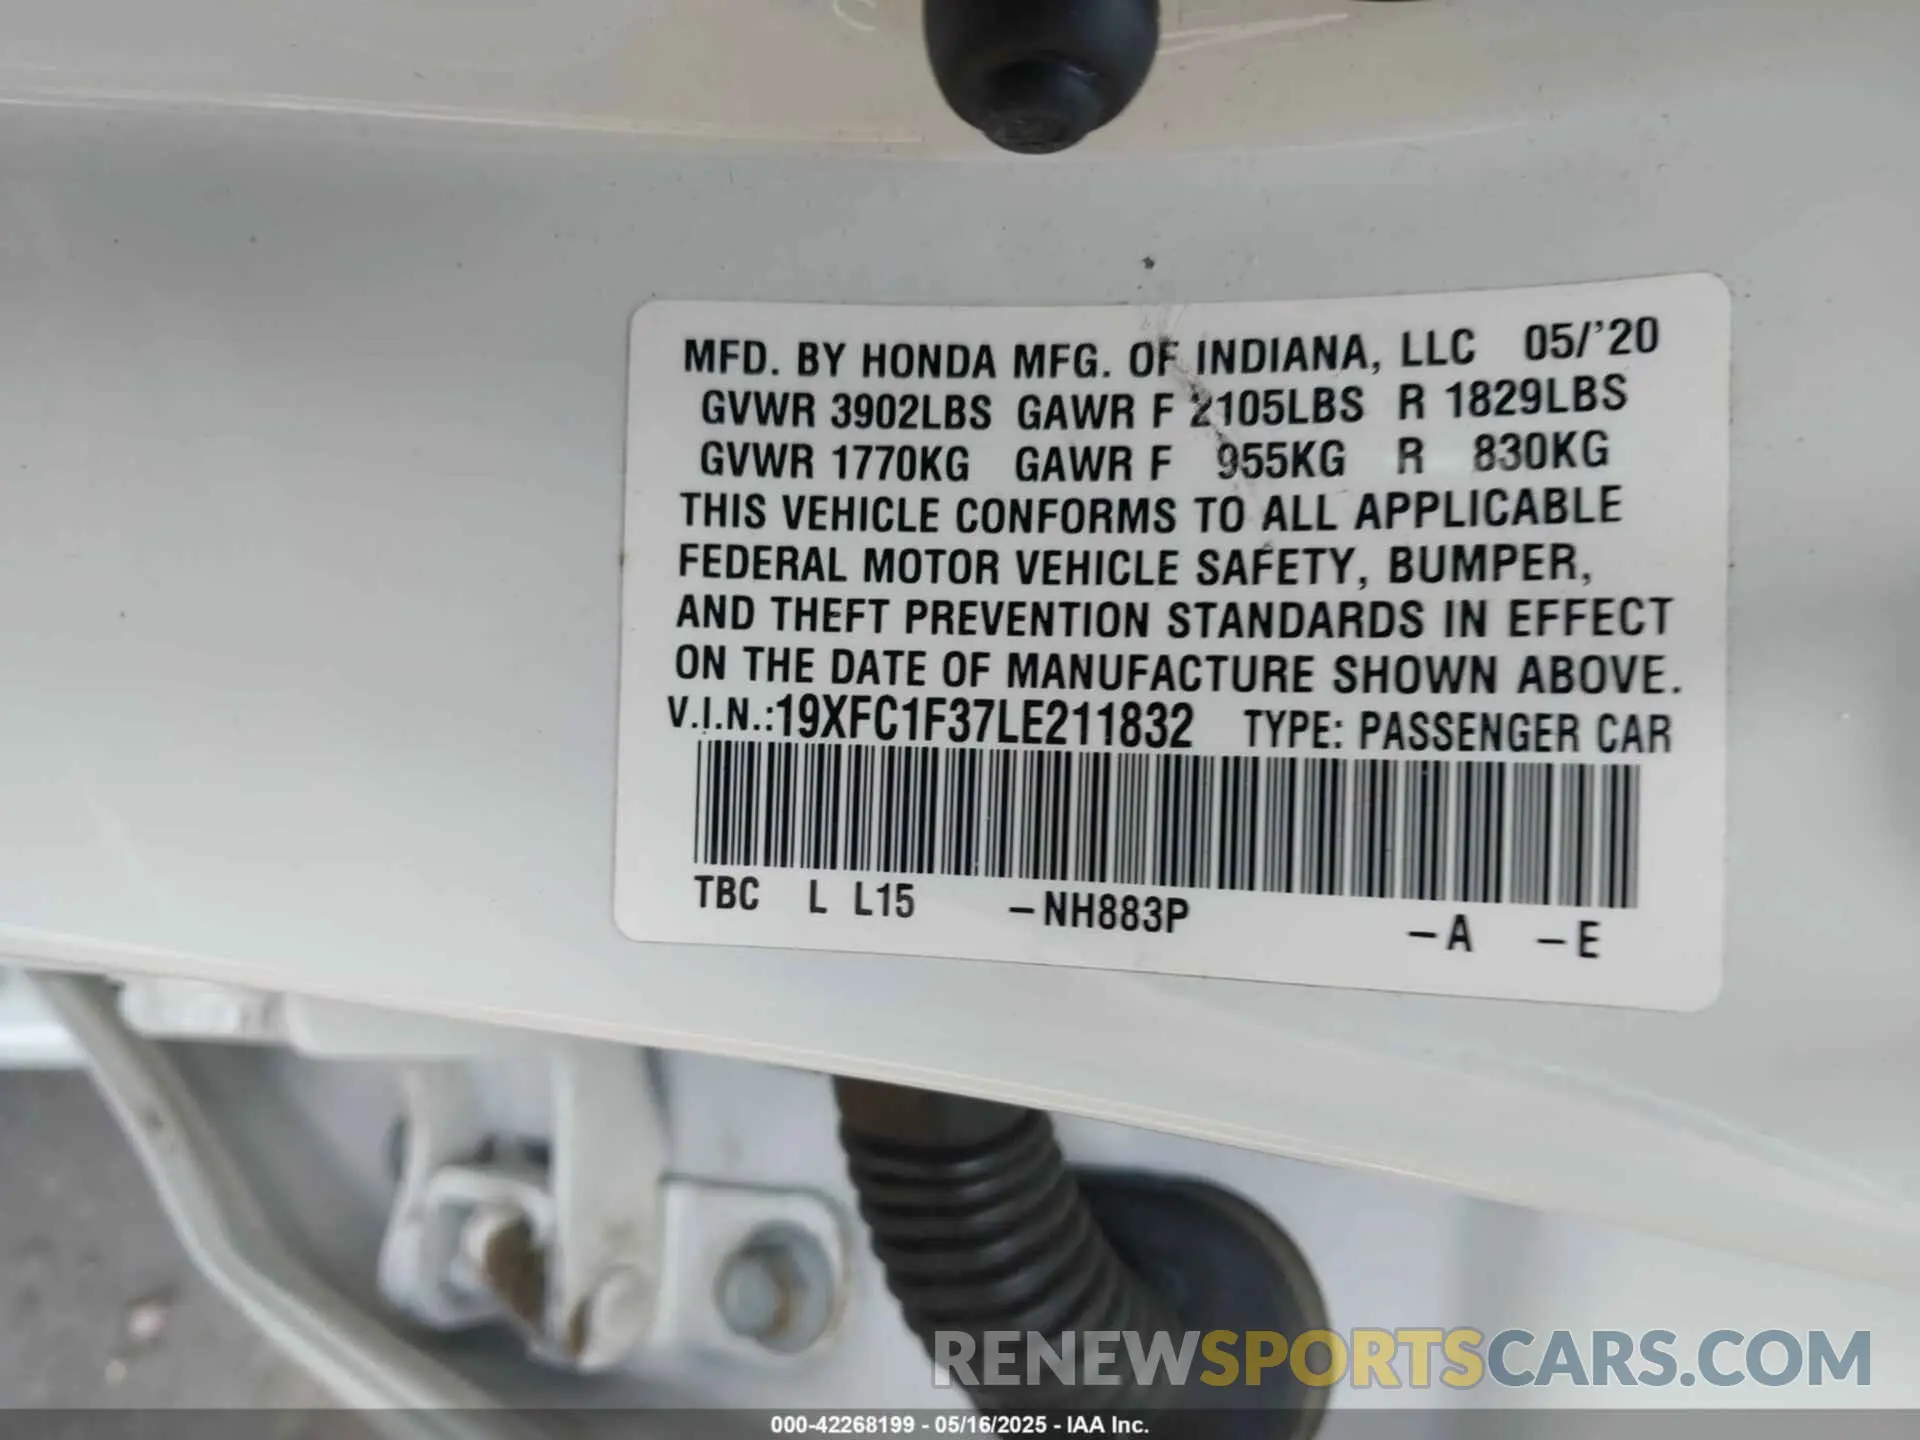 MFD. BY HONDA MFG. OF INDIANA, LLC 05/'20
GVWR 3902LBS GAWR F 2105LBS R 1829LBS
GVWR 1770KG GAWR F 955KG R 830KG
THIS VEHICLE CONFORMS TO ALL APPLICABLE
FEDERAL MOTOR VEHICLE SAFETY, BUMPER,
AND THEFT PREVENTION STANDARDS IN EFFECT
ON THE DATE OF MANUFACTURE SHOWN ABOVE.
V.I.N.:19XFC1F37LE211832 TYPE: PASSENGER CAR
TBC L L15 –NH883P –A –E
RENEWSPORTSCARS.COM
000-42268199 - 05/16/2025 - IAA Inc.